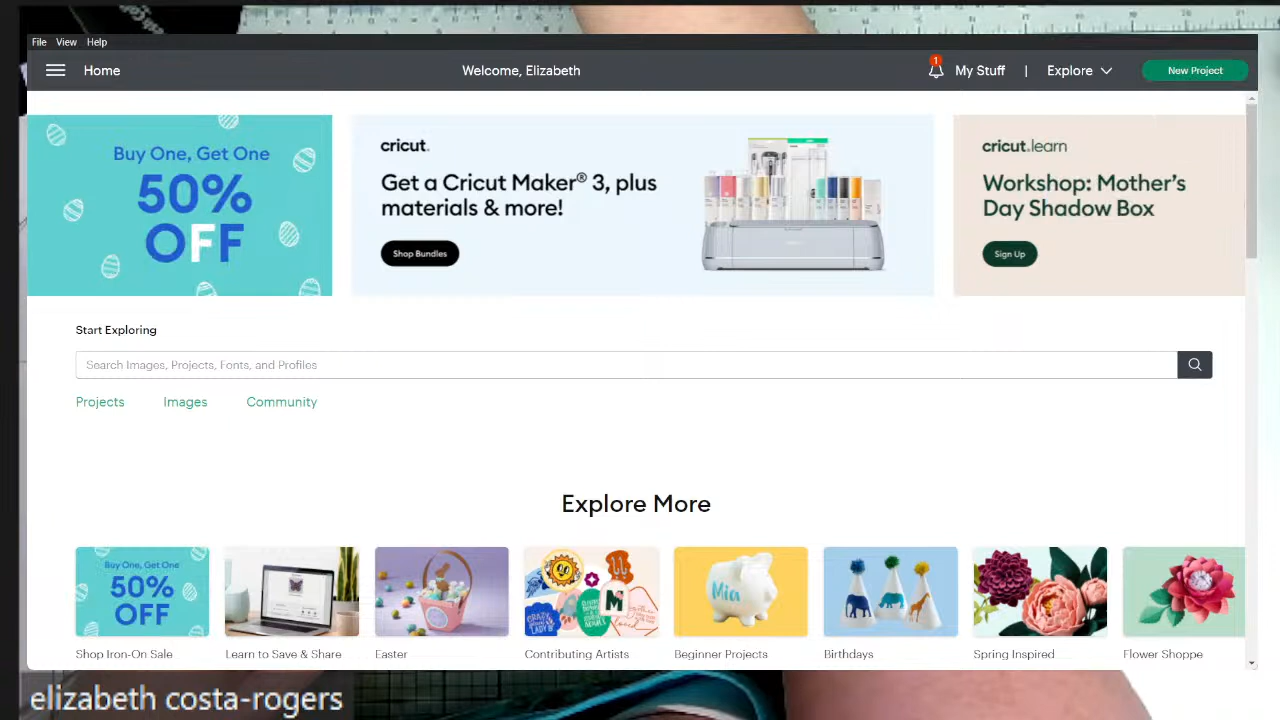 File View Help
Home
Welcome, Elizabeth
1
My Stuff | Explore
New Project
Buy One, Get One
50%
OFF
cricut.
Get a Cricut Maker® 3, plus
materials & more!
Shop Bundles
cricut.learn
Workshop: Mother's
Day Shadow Box
Sign Up
Start Exploring
Search Images, Projects, Fonts, and Profiles
Projects Images Community
Explore More
Buy One, Get One
50%
OFF
Mia
Shop Iron-On Sale
Learn to Save & Share
Easter
Contributing Artists
Beginner Projects
Birthdays
Spring Inspired
Flower Shoppe
elizabeth costa-rogers